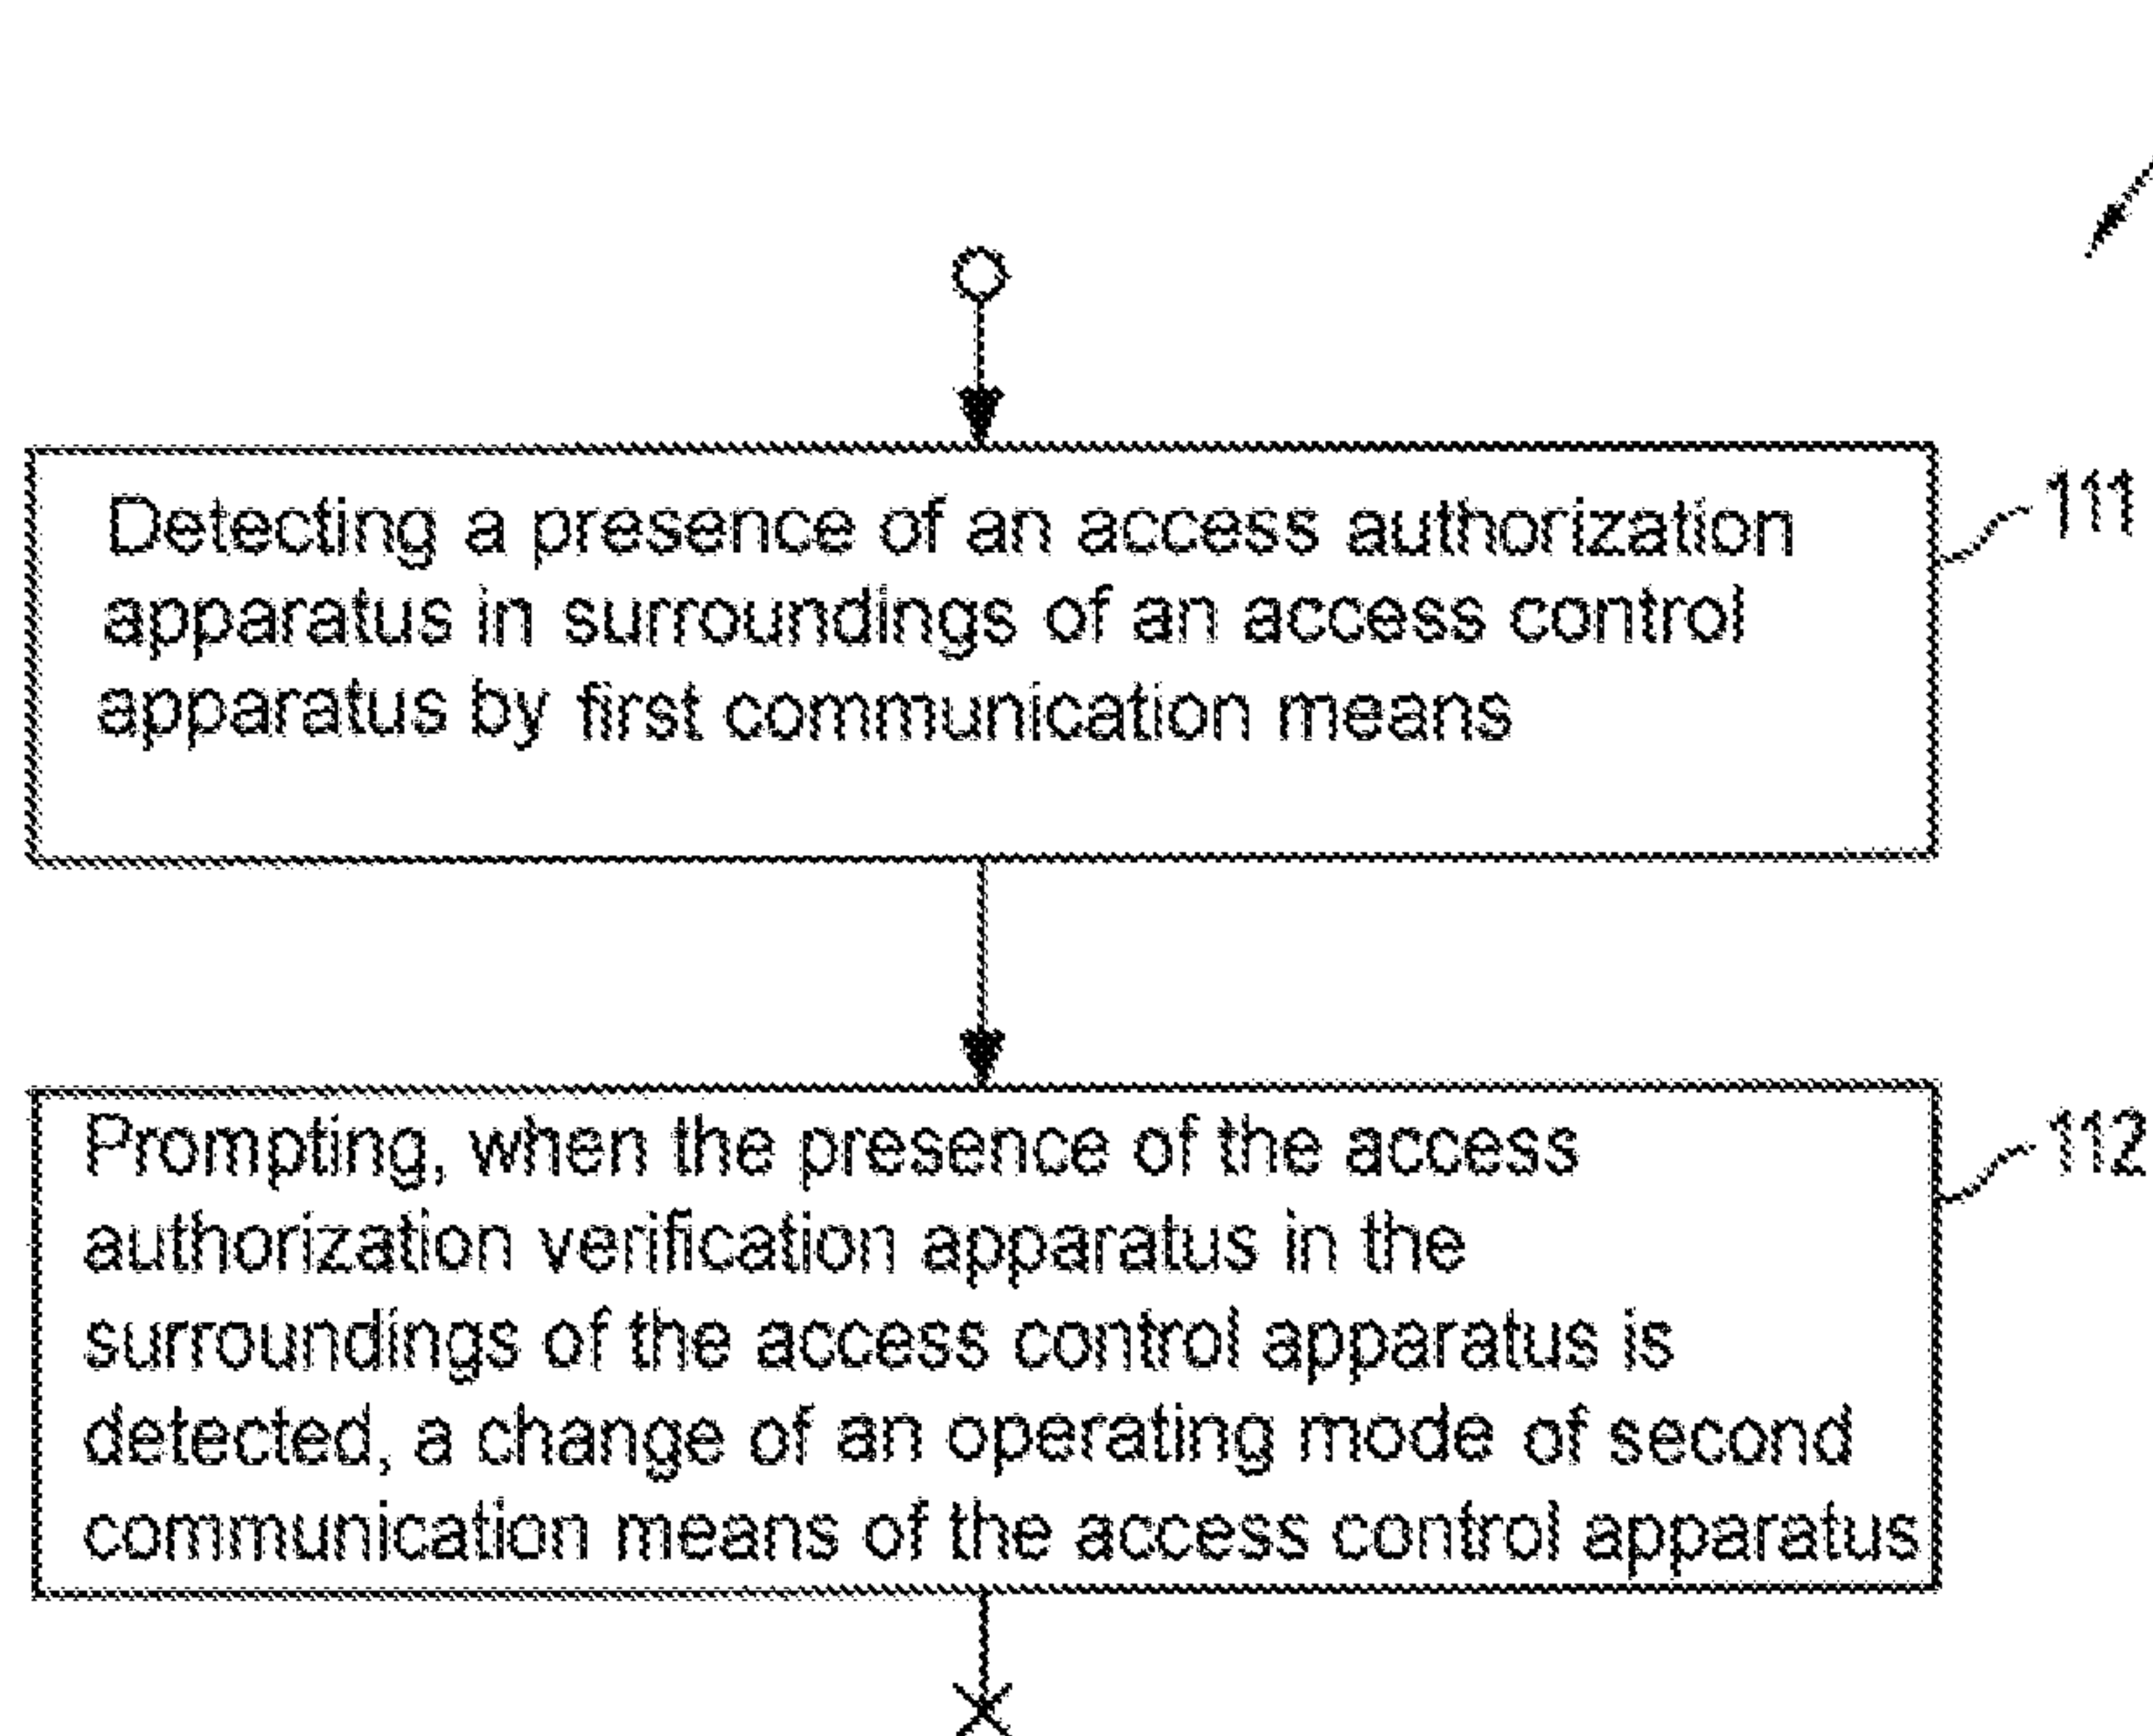 Detecting a presence of an access authorization
apparatus in surroundings of an access control
apparatus by first communication means
111
Prompting, when the presence of the access
authorization verification apparatus in the
surroundings of the access control apparatus is
detected, a change of an operating mode of second
communication means of the access control apparatus
112